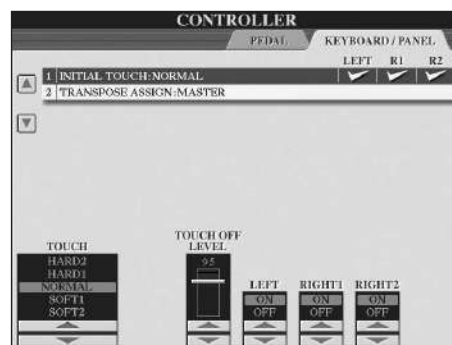 CONTROLLER
PEDAL KEYBOARD / PANEL
LEFT R1 R2
1 INITIAL TOUCH:NORMAL
2 TRANSPOSE ASSIGN:MASTER
TOUCH
HARD2
HARD1
NORMAL
SOFT1
SOFT2
TOUCH OFF
LEVEL
95
LEFT RIGHT1 RIGHT2
ON ON ON
OFF OFF OFF